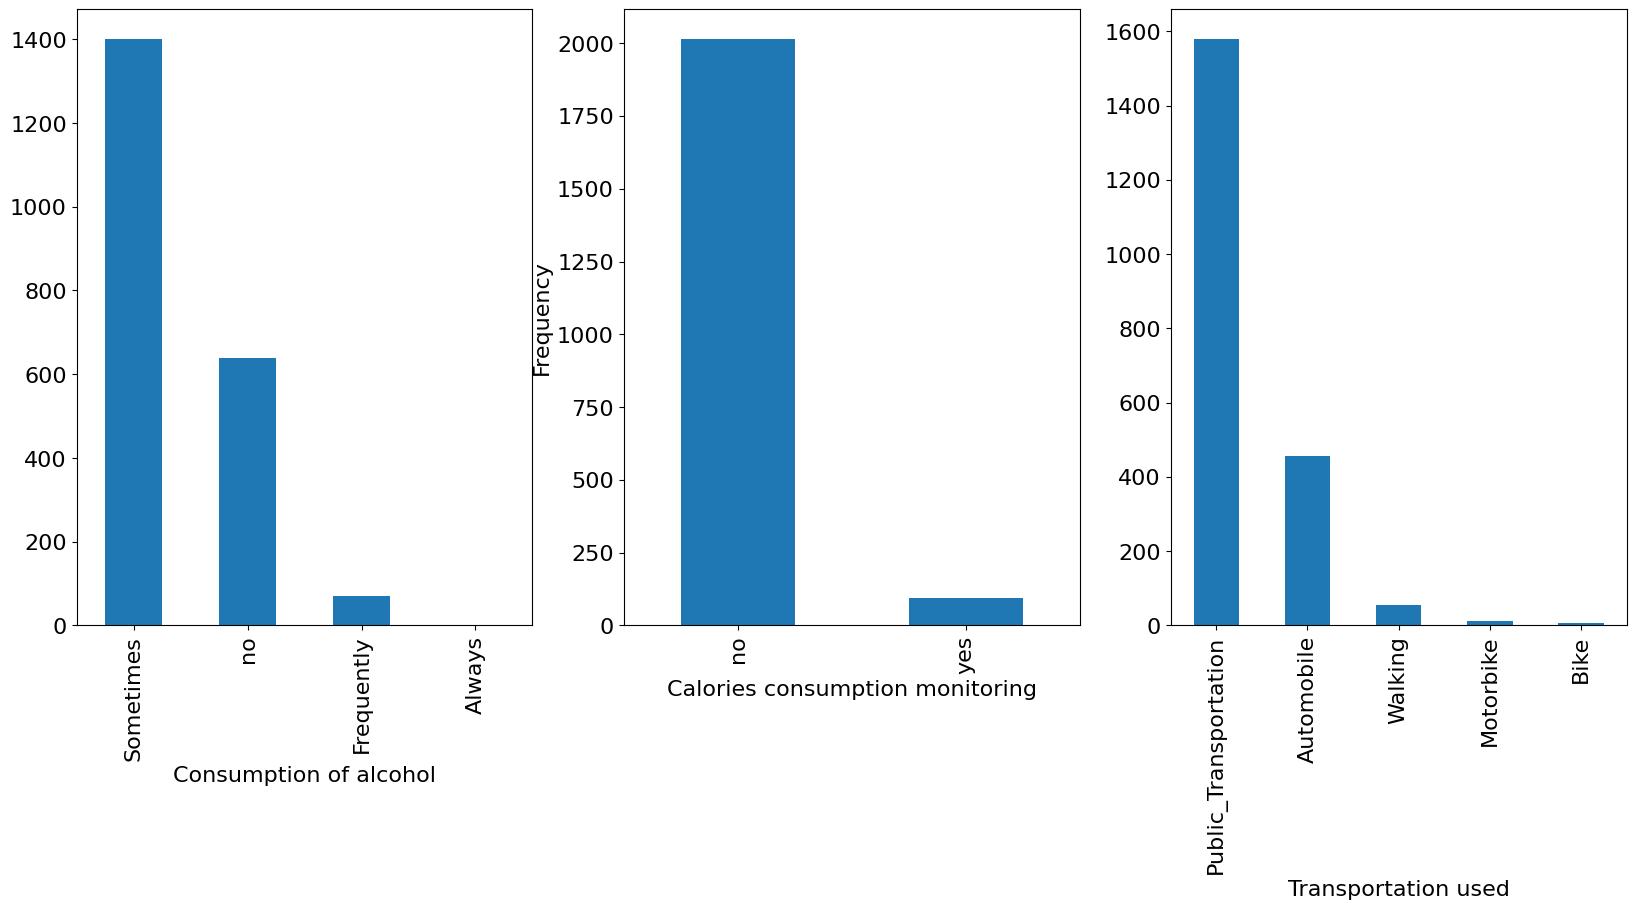 1400
1200
1000
800
600
400
200
0
Sometimes
no
Frequently
Always
Consumption of alcohol
Frequency
2000
1750
1500
1250
1000
750
500
250
0
no
yes
Calories consumption monitoring
1600
1400
1200
1000
800
600
400
200
0
Public_Transportation
Automobile
Walking
Motorbike
Bike
Transportation used